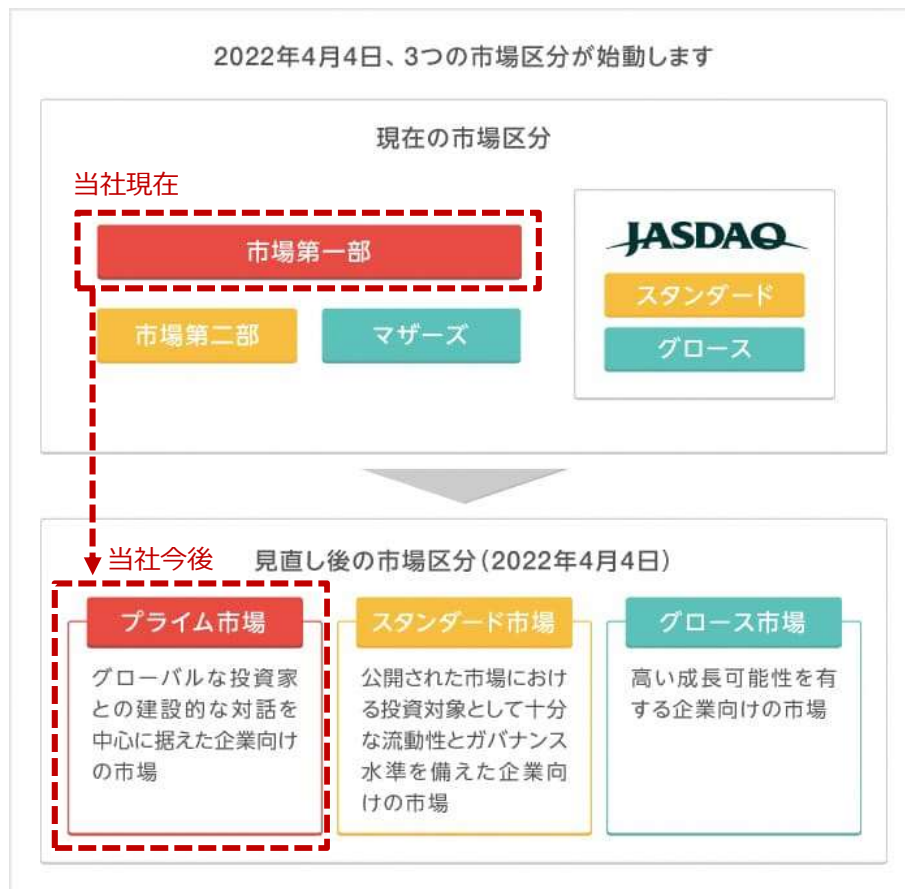 2022年4月4日、3つの市場区分が始動します
現在の市場区分
当社現在
市場第一部
市場第二部
マザーズ
JASDAQ
スタンダード
グロース
当社今後
見直し後の市場区分(2022年4月4日)
プライム市場
グローバルな投資家
との建設的な対話を
中心に据えた企業向け
の市場
スタンダード市場
公開された市場におけ
る投資対象として十分
な流動性とガバナンス
水準を備えた企業向
けの市場
グロース市場
高い成長可能性を有
する企業向けの市場